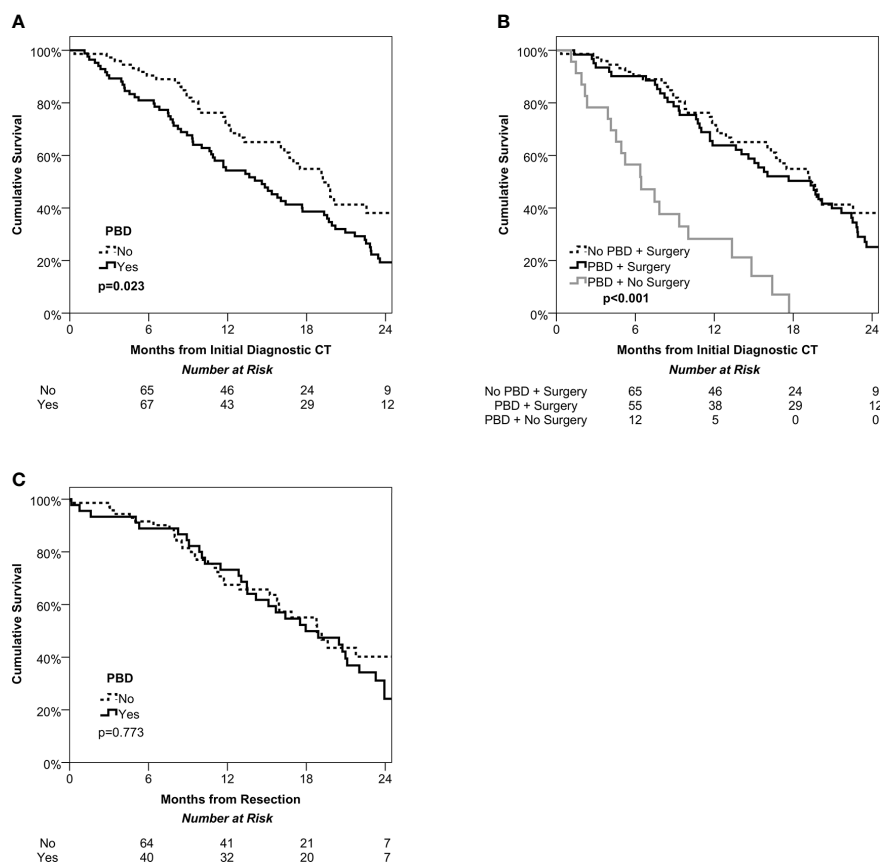 A
100%
80%
60%
40%
20%
0%
Cumulative Survival
PBD
No
Yes
p=0.023
0 6 12 18 24
Months from Initial Diagnostic CT
Number at Risk
No 65 46 24 9
Yes 67 43 29 12
B
100%
80%
60%
40%
20%
0%
Cumulative Survival
No PBD + Surgery
PBD + Surgery
PBD + No Surgery
p<0.001
0 6 12 18 24
Months from Initial Diagnostic CT
Number at Risk
No PBD + Surgery 65 46 24 9
PBD + Surgery 55 38 29 12
PBD + No Surgery 12 5 0 0
C
100%
80%
60%
40%
20%
0%
Cumulative Survival
PBD
No
Yes
p=0.773
0 6 12 18 24
Months from Resection
Number at Risk
No 64 41 21 7
Yes 40 32 20 7